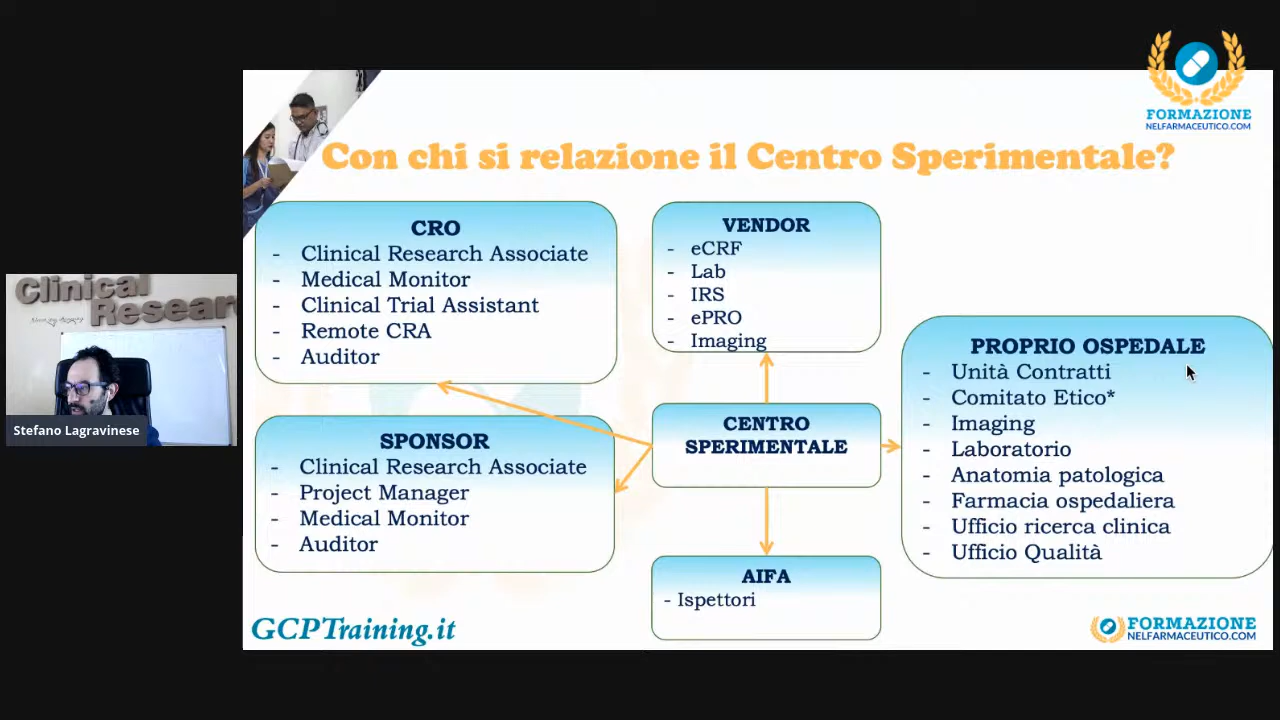 FORMAZIONE
NELFARMACEUTICO.COM
Con chi si relazione il Centro Sperimentale?
CRO
- Clinical Research Associate
- Medical Monitor
- Clinical Trial Assistant
- Remote CRA
- Auditor
VENDOR
- eCRF
- Lab
- IRS
- ePRO
- Imaging
PROPRIO OSPEDALE
- Unità Contratti
- Comitato Etico*
- Imaging
- Laboratorio
- Anatomia patologica
- Farmacia ospedaliera
- Ufficio ricerca clinica
- Ufficio Qualità
SPONSOR
- Clinical Research Associate
- Project Manager
- Medical Monitor
- Auditor
CENTRO
SPERIMENTALE
AIFA
- Ispettori
GCPTraining.it
FORMAZIONE
NELFARMACEUTICO.COM
Clinical
Resear
Stefano Lagravinese